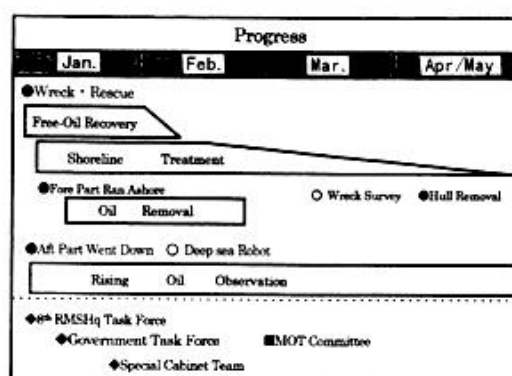 Progress
Jan. Feb. Mar. Apr/May
●Wreck・Rescue
Free-Oil Recovery
Shoreline Treatment
●Fore Part Ran Ashore ○ Wreck Survey ●Hull Removal
Oil Removal
●Aft Part Went Down ○ Deep sea Robot
Rising Oil Observation
◆8th RMSHq Task Force
◆Government Task Force ■MOT Committee
◆Special Cabinet Team